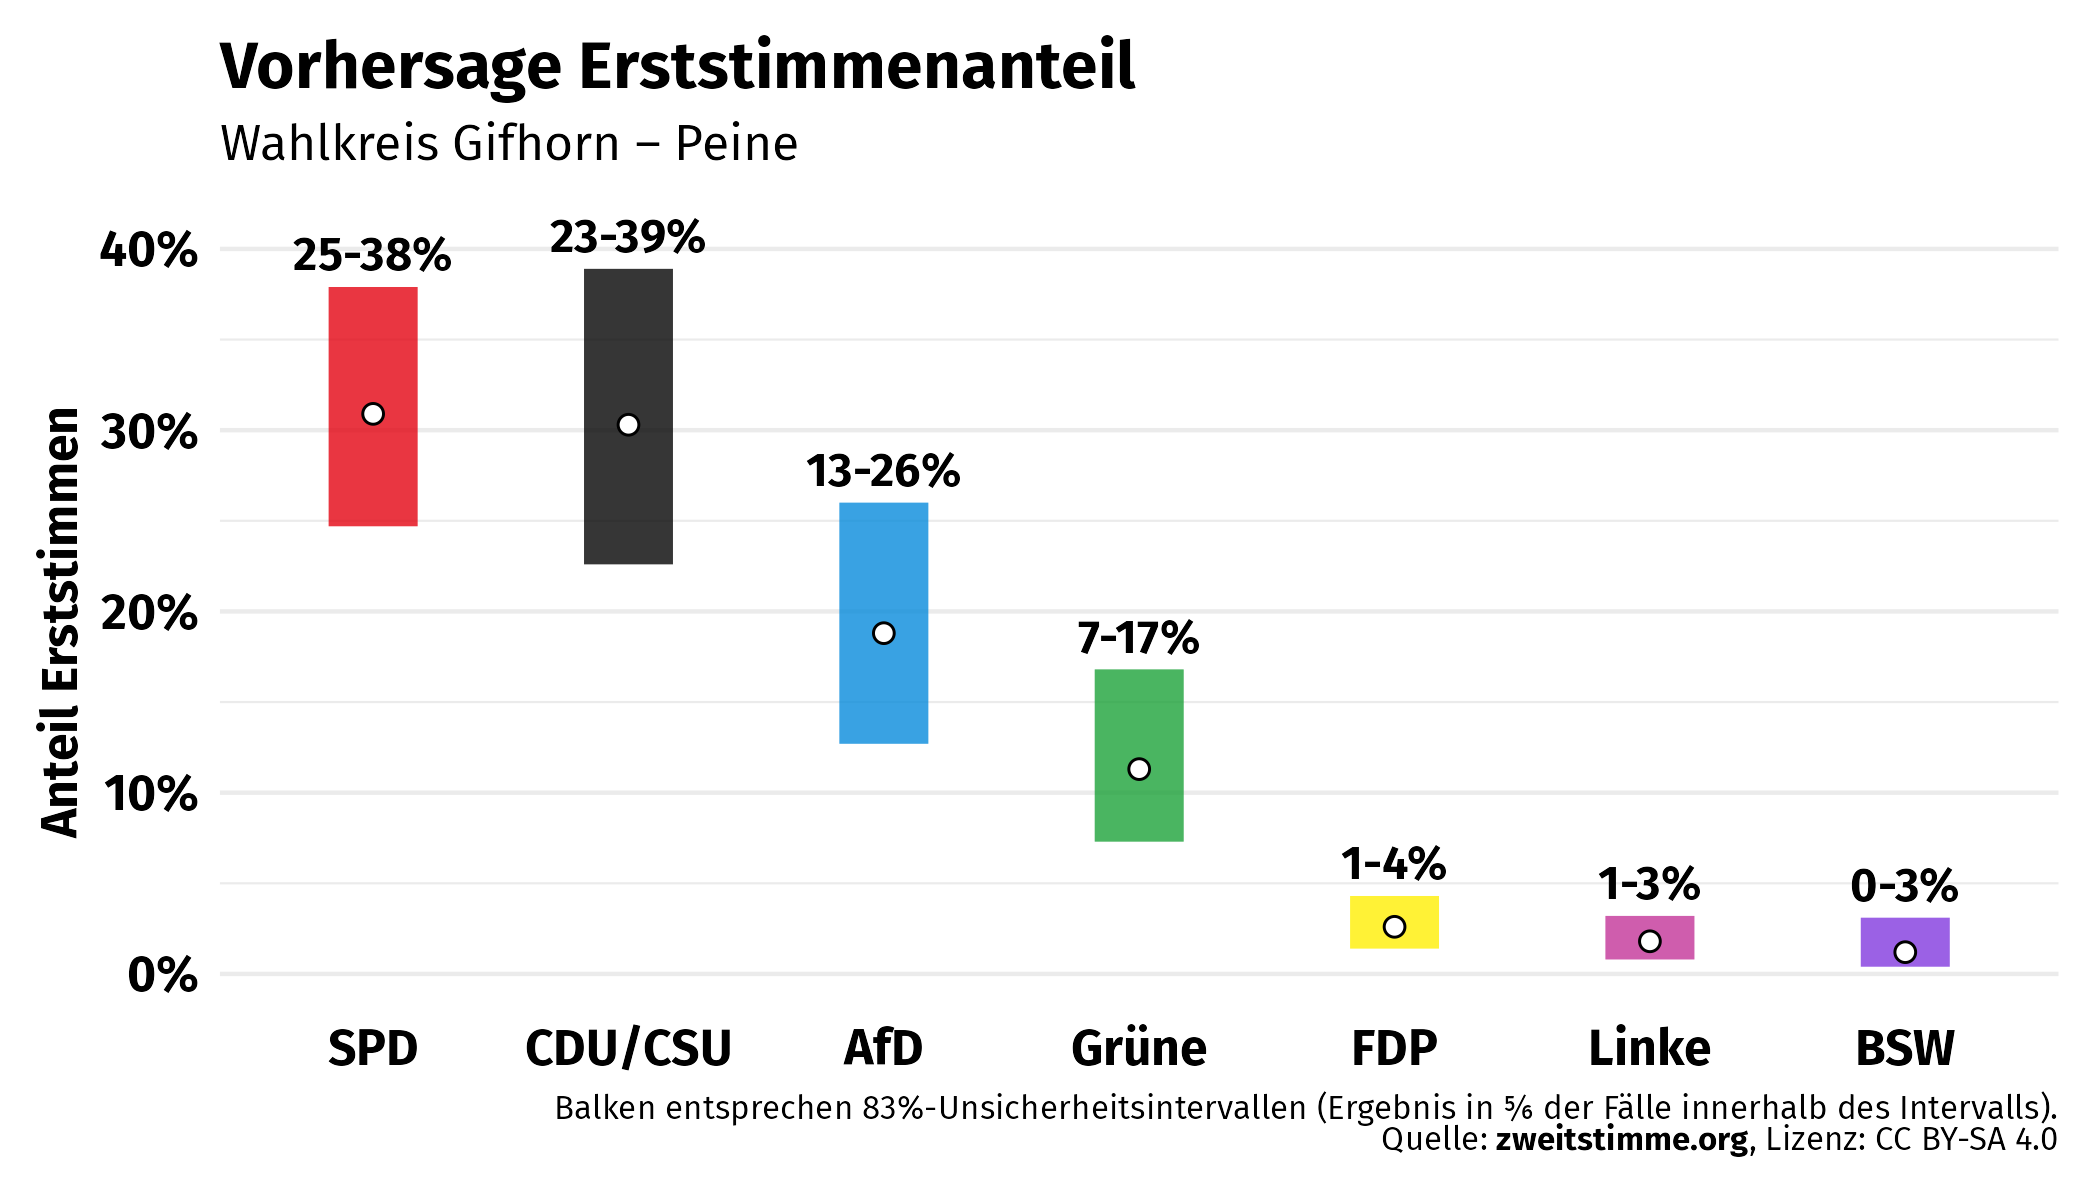 Vorhersage Erststimmenanteil
Wahlkreis Gifhorn – Peine
Anteil Erststimmen
40%
30%
20%
10%
0%
25-38%
23-39%
13-26%
7-17%
1-4%
1-3%
0-3%
SPD
CDU/CSU
AfD
Grüne
FDP
Linke
BSW
Balken entsprechen 83%-Unsicherheitsintervallen (Ergebnis in ⅚ der Fälle innerhalb des Intervalls).
Quelle: zweitstimme.org, Lizenz: CC BY-SA 4.0